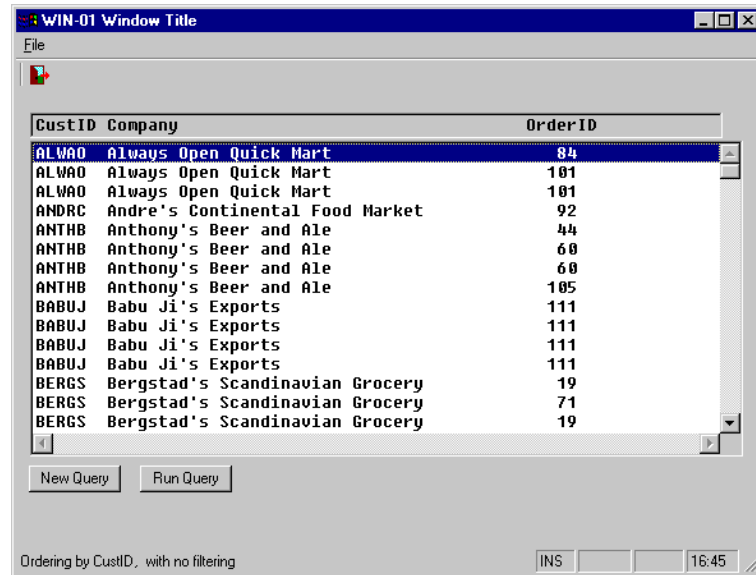 WIN-01 Window Title
File
CustID Company OrderID
ALWAO Always Open Quick Mart 84
ALWAO Always Open Quick Mart 101
ALWAO Always Open Quick Mart 101
ANDRC Andre's Continental Food Market 92
ANTHB Anthony's Beer and Ale 44
ANTHB Anthony's Beer and Ale 60
ANTHB Anthony's Beer and Ale 60
ANTHB Anthony's Beer and Ale 105
BABUJ Babu Ji's Exports 111
BABUJ Babu Ji's Exports 111
BABUJ Babu Ji's Exports 111
BABUJ Babu Ji's Exports 111
BERGS Bergstad's Scandinavian Grocery 19
BERGS Bergstad's Scandinavian Grocery 71
BERGS Bergstad's Scandinavian Grocery 19
New Query Run Query
Ordering by CustID, with no filtering INS 16:45